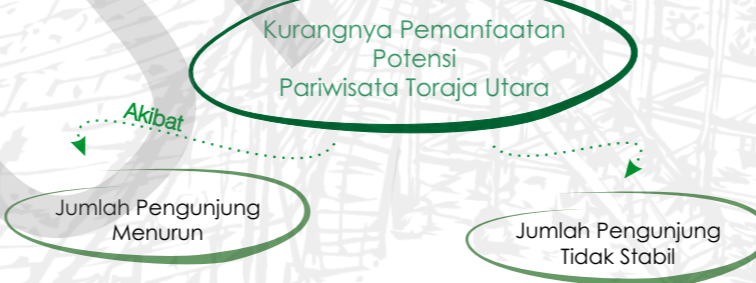 Kurangnya Pemanfaatan
Potensi
Pariwisata Toraja Utara
Akibat
Jumlah Pengunjung
Menurun
Jumlah Pengunjung
Tidak Stabil